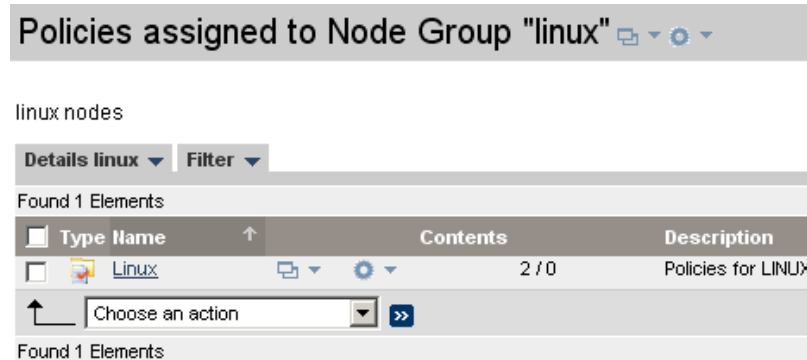 Policies assigned to Node Group "linux"
linux nodes
Details linux Filter
Found 1 Elements
Type Name Contents Description
Linux 2 / 0 Policies for LINUX
Choose an action
Found 1 Elements